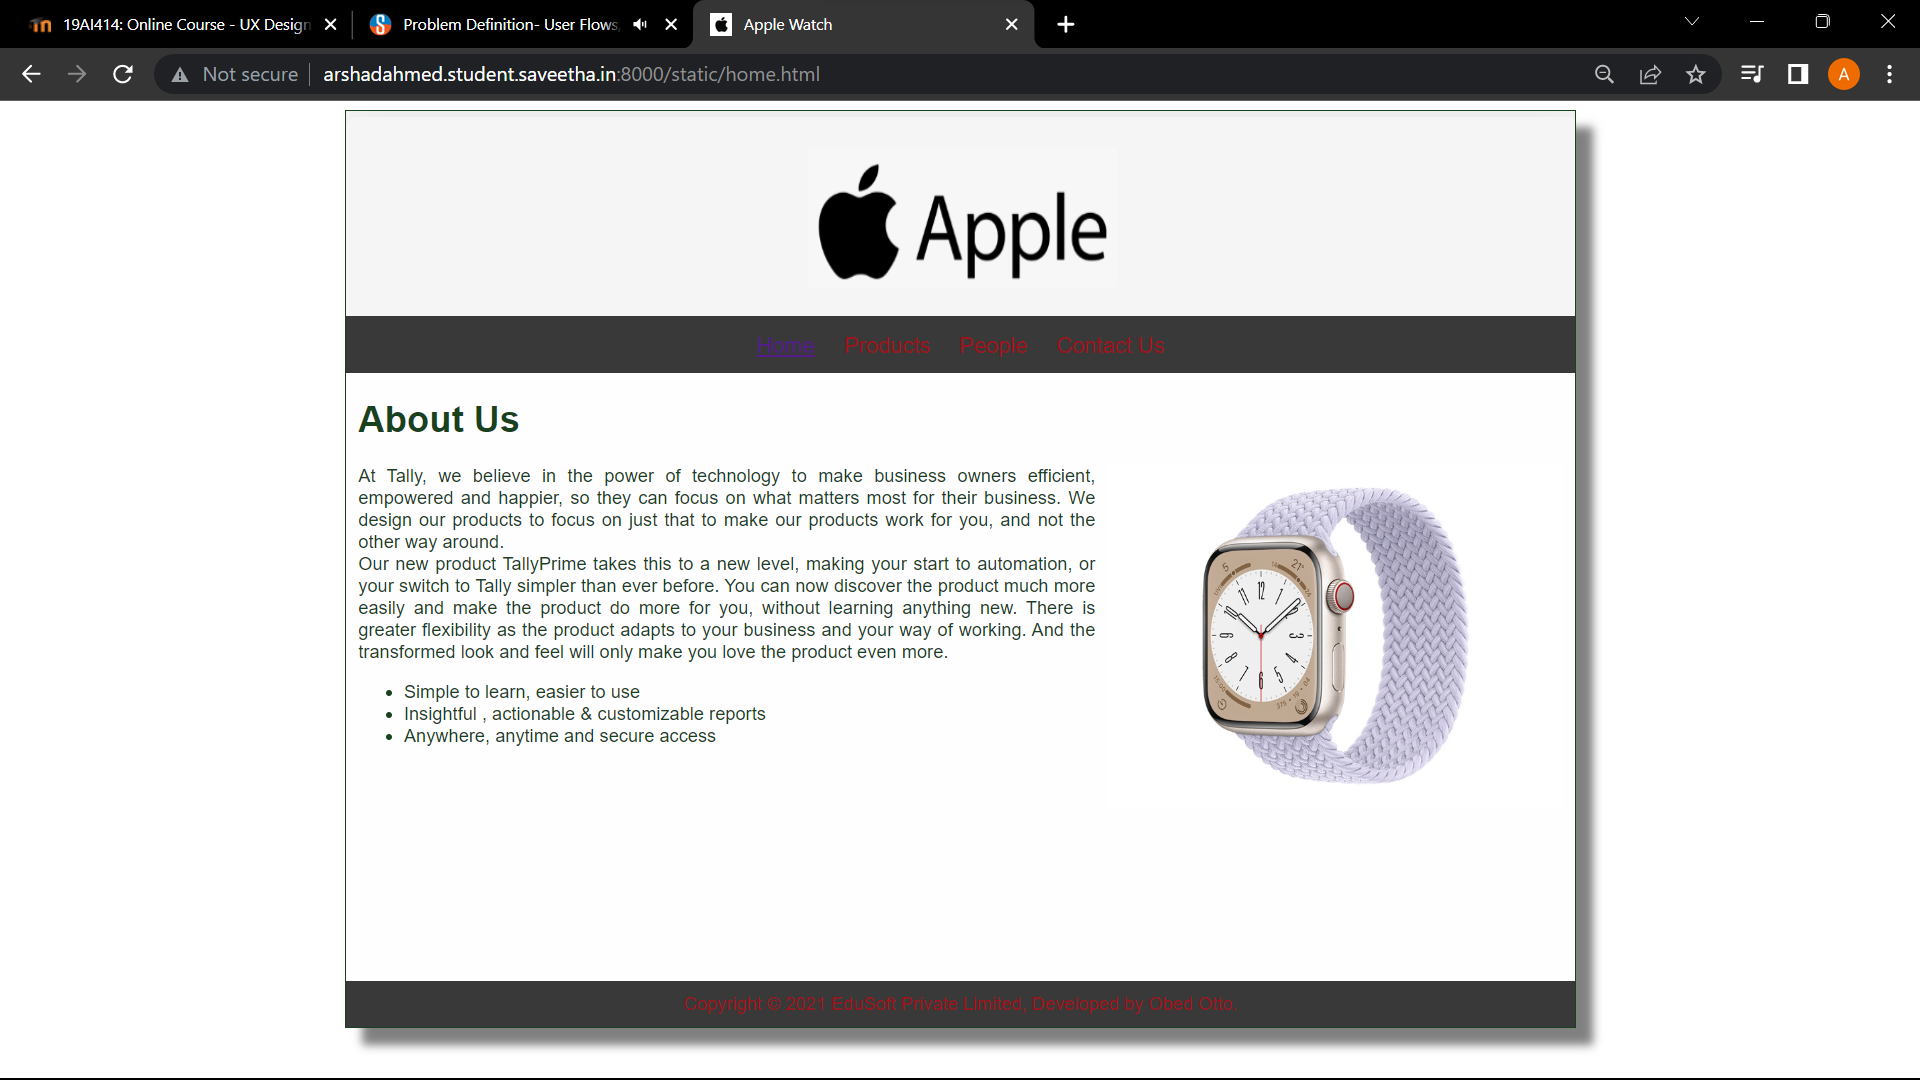 19AI414: Online Course - UX Design
Problem Definition- User Flows,
Apple Watch
Not secure
arshadahmed.student.saveetha.in:8000/static/home.html
A
Apple
Home Products People Contact Us
About Us
At Tally, we believe in the power of technology to make business owners efficient,
empowered and happier, so they can focus on what matters most for their business. We
design our products to focus on just that to make our products work for you, and not the
other way around.
Our new product TallyPrime takes this to a new level, making your start to automation, or
your switch to Tally simpler than ever before. You can now discover the product much more
easily and make the product do more for you, without learning anything new. There is
greater flexibility as the product adapts to your business and your way of working. And the
transformed look and feel will only make you love the product even more.
• Simple to learn, easier to use
• Insightful , actionable & customizable reports
• Anywhere, anytime and secure access
Copyright © 2021 EduSoft Private Limited, Developed by Obed Otto.